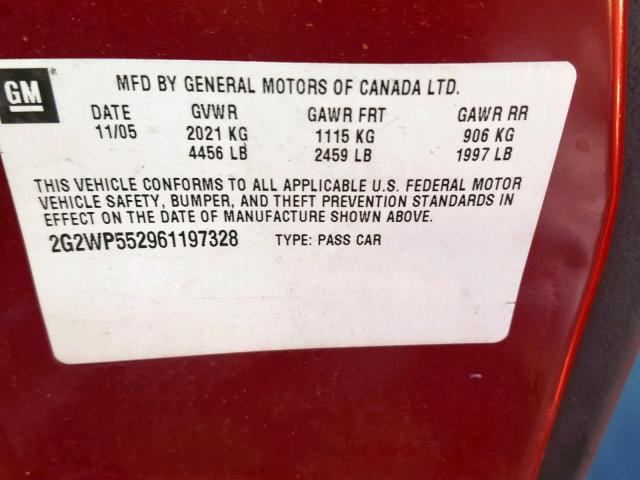 GM
MFD BY GENERAL MOTORS OF CANADA LTD.
DATE GVWR GAWR FRT GAWR RR
11/05 2021 KG 1115 KG 906 KG
4456 LB 2459 LB 1997 LB
THIS VEHICLE CONFORMS TO ALL APPLICABLE U.S. FEDERAL MOTOR
VEHICLE SAFETY, BUMPER, AND THEFT PREVENTION STANDARDS IN
EFFECT ON THE DATE OF MANUFACTURE SHOWN ABOVE.
2G2WP552961197328 TYPE: PASS CAR